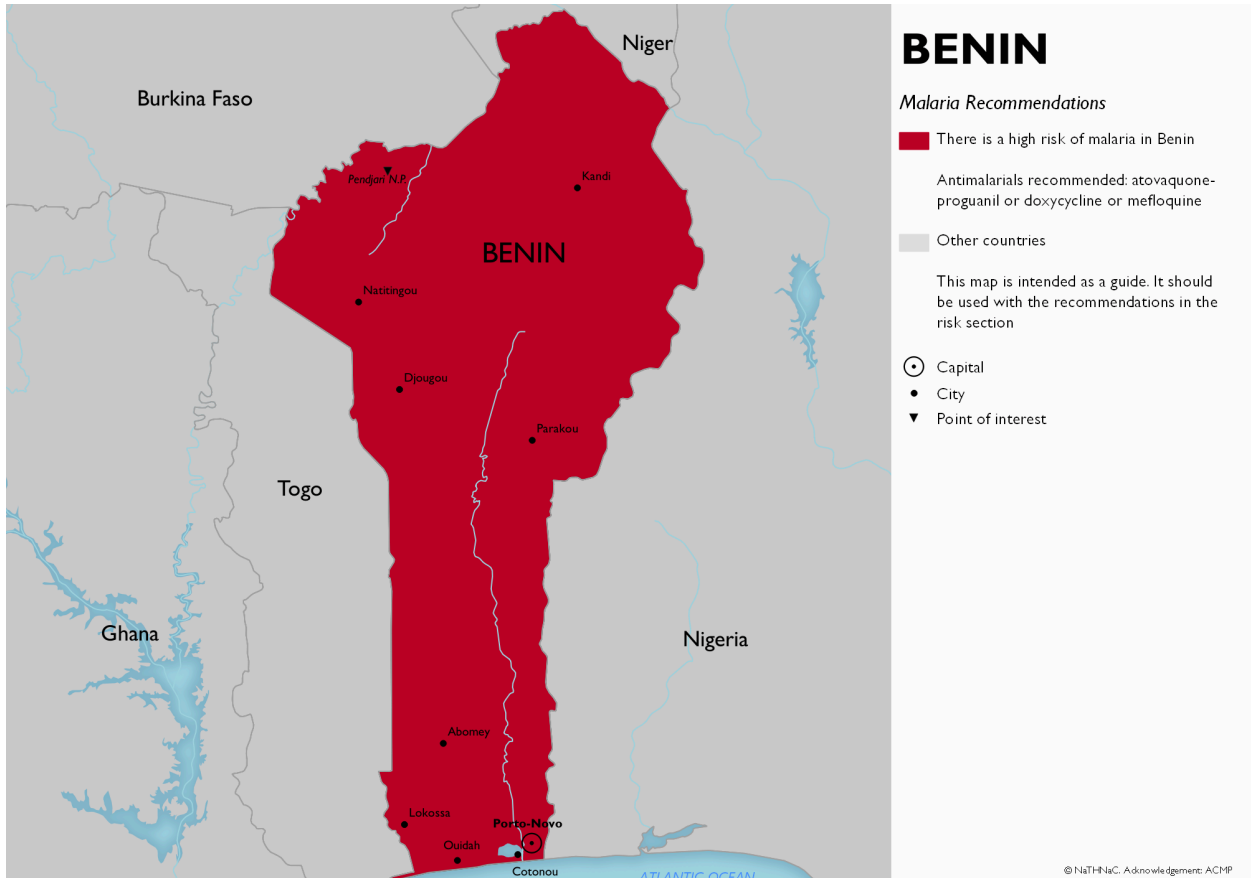 Niger
Burkina Faso
Pendjari N.P.
Kandi
BENIN
Natitingou
Djougou
Parakou
Togo
Ghana
Nigeria
Abomey
Lokossa
Porto-Novo
Ouidah
Cotonou
ATLANTIC OCEAN
BENIN
Malaria Recommendations
There is a high risk of malaria in Benin
Antimalarials recommended: atovaquone-
proguanil or doxycycline or mefloquine
Other countries
This map is intended as a guide. It should
be used with the recommendations in the
risk section
Capital
City
Point of interest
© NaTHNaC. Acknowledgement: ACMP